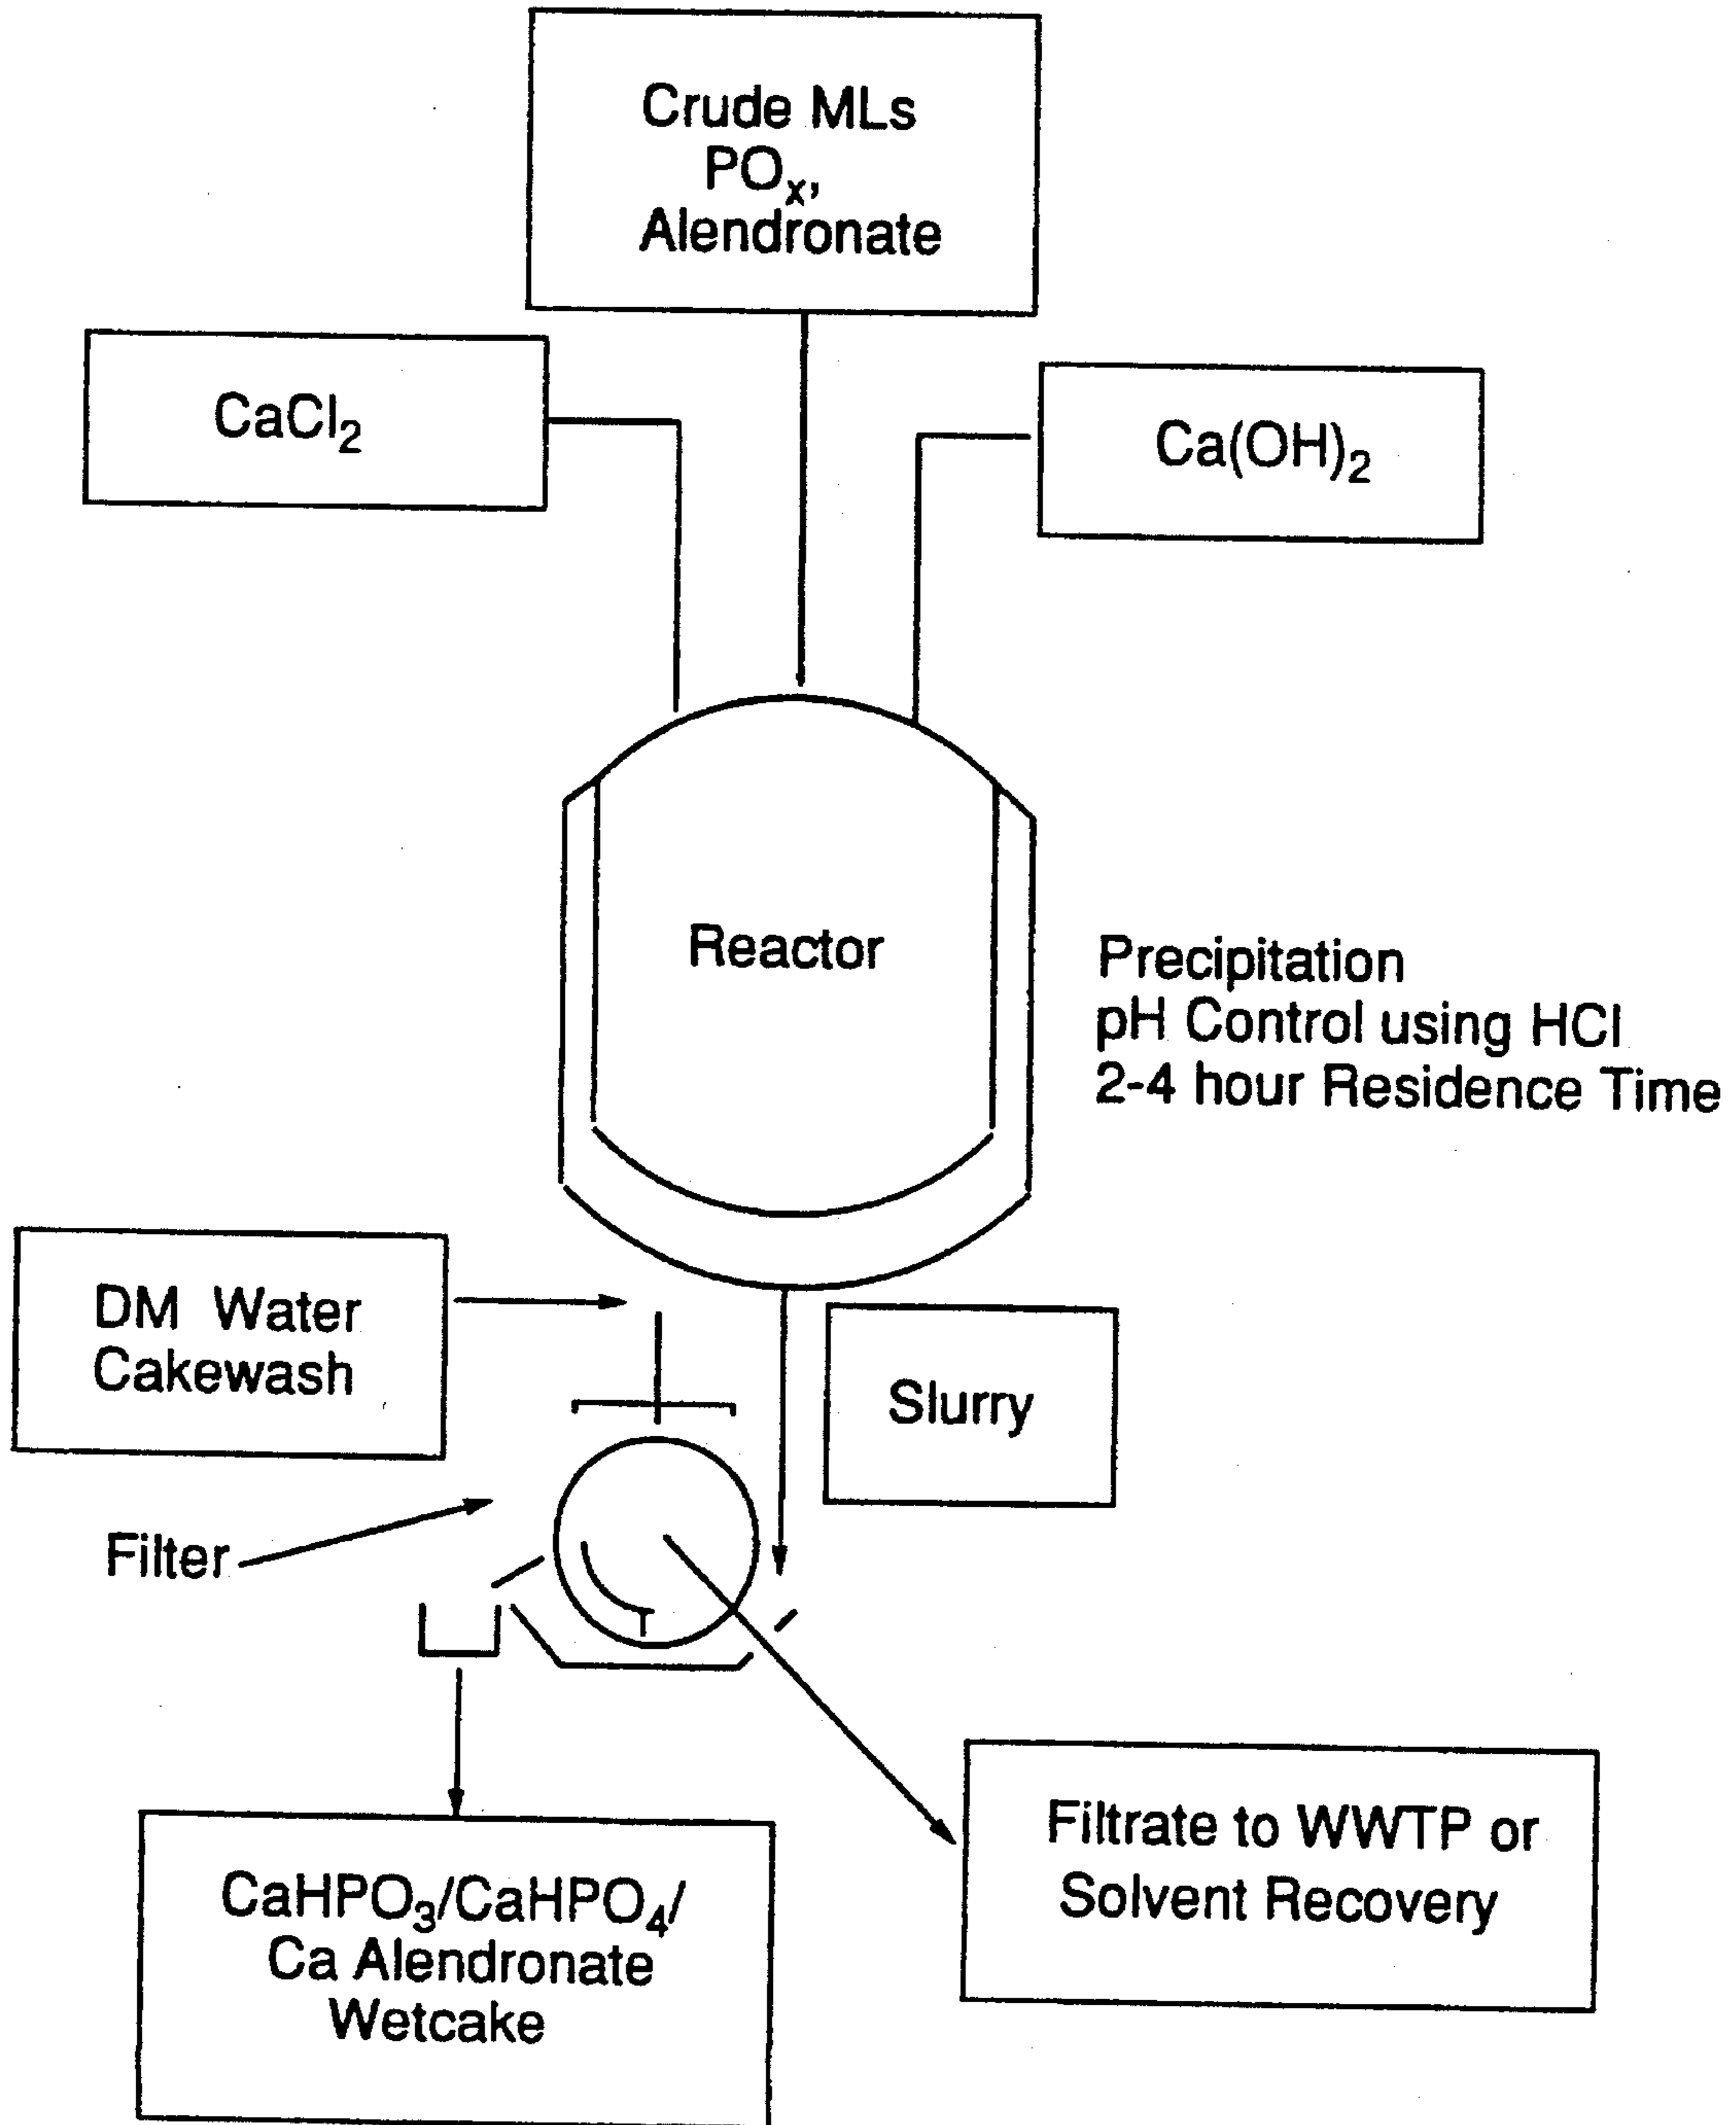 Crude MLs
POₓ,
Alendronate
CaCl₂
Ca(OH)₂
Reactor
Precipitation
pH Control using HCl
2-4 hour Residence Time
DM Water
Cakewash
Slurry
Filter
Filtrate to WWTP or
Solvent Recovery
CaHPO₃/CaHPO₄/
Ca Alendronate
Wetcake